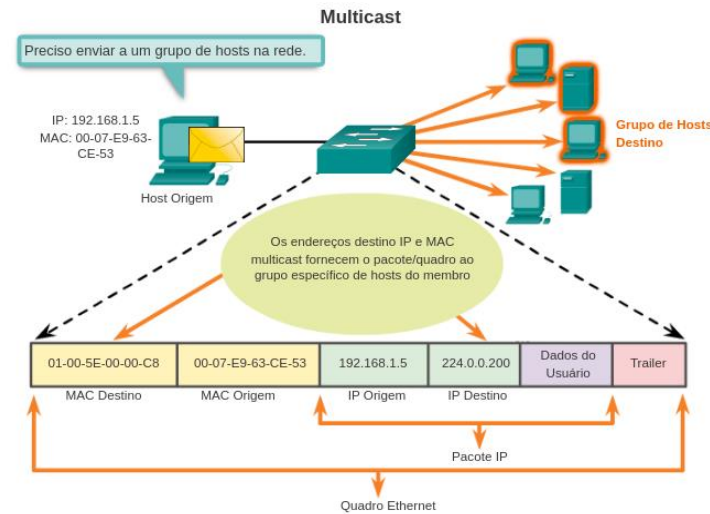 Multicast
Preciso enviar a um grupo de hosts na rede.
IP: 192.168.1.5
MAC: 00-07-E9-63-
CE-53
Host Origem
Grupo de Hosts
Destino
Os endereços destino IP e MAC
multicast fornecem o pacote/quadro ao
grupo específico de hosts do membro
01-00-5E-00-00-C8
00-07-E9-63-CE-53
192.168.1.5
224.0.0.200
Dados do
Usuário
Trailer
MAC Destino
MAC Origem
IP Origem
IP Destino
Pacote IP
Quadro Ethernet